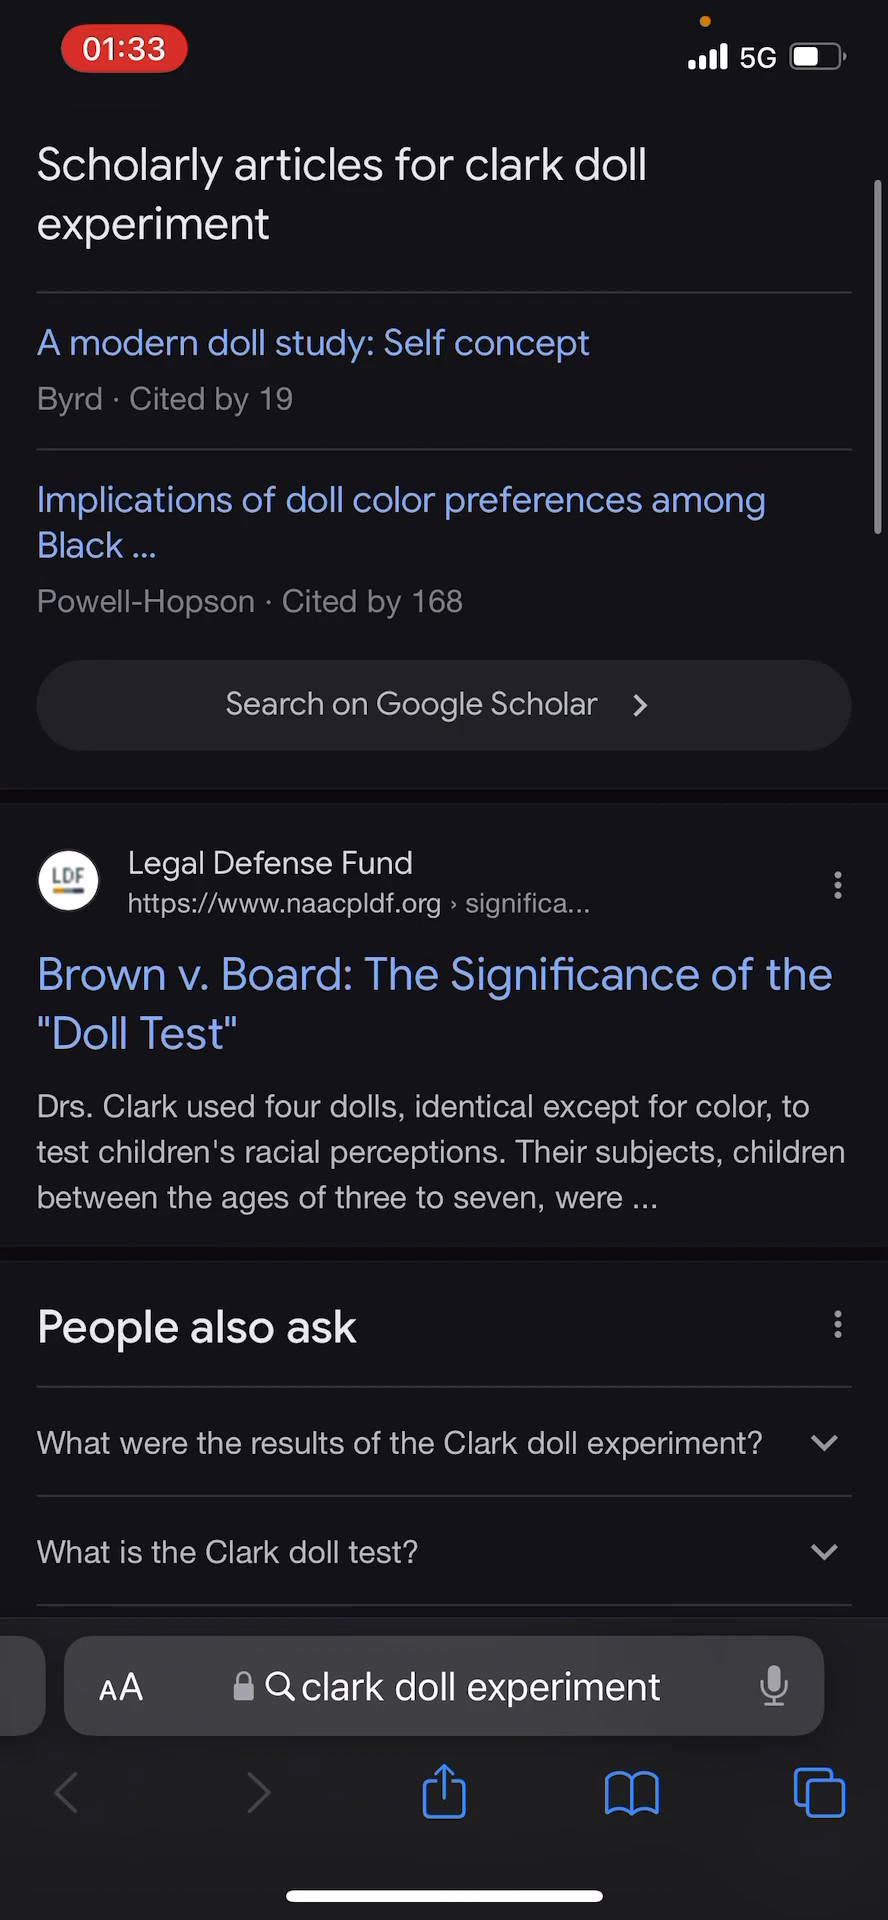 01:33
5G
Scholarly articles for clark doll
experiment
A modern doll study: Self concept
Byrd · Cited by 19
Implications of doll color preferences among
Black ...
Powell-Hopson · Cited by 168
Search on Google Scholar
LDF
Legal Defense Fund
https://www.naacpldf.org › significa...
Brown v. Board: The Significance of the
"Doll Test"
Drs. Clark used four dolls, identical except for color, to
test children's racial perceptions. Their subjects, children
between the ages of three to seven, were ...
People also ask
What were the results of the Clark doll experiment?
What is the Clark doll test?
AA
clark doll experiment